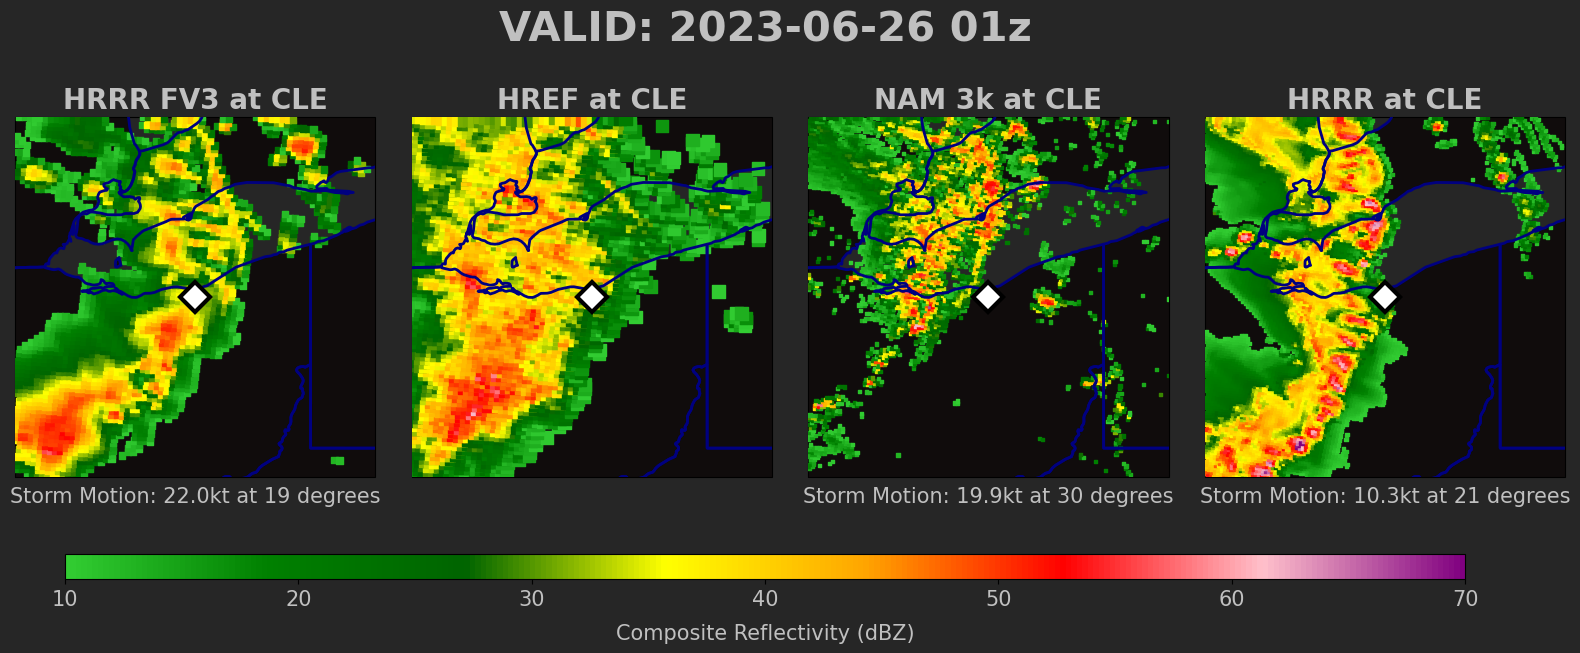 VALID: 2023-06-26 01z
HRRR FV3 at CLE
HREF at CLE
NAM 3k at CLE
HRRR at CLE
Storm Motion: 22.0kt at 19 degrees
Storm Motion: 19.9kt at 30 degrees
Storm Motion: 10.3kt at 21 degrees
10 20 30 40 50 60 70
Composite Reflectivity (dBZ)